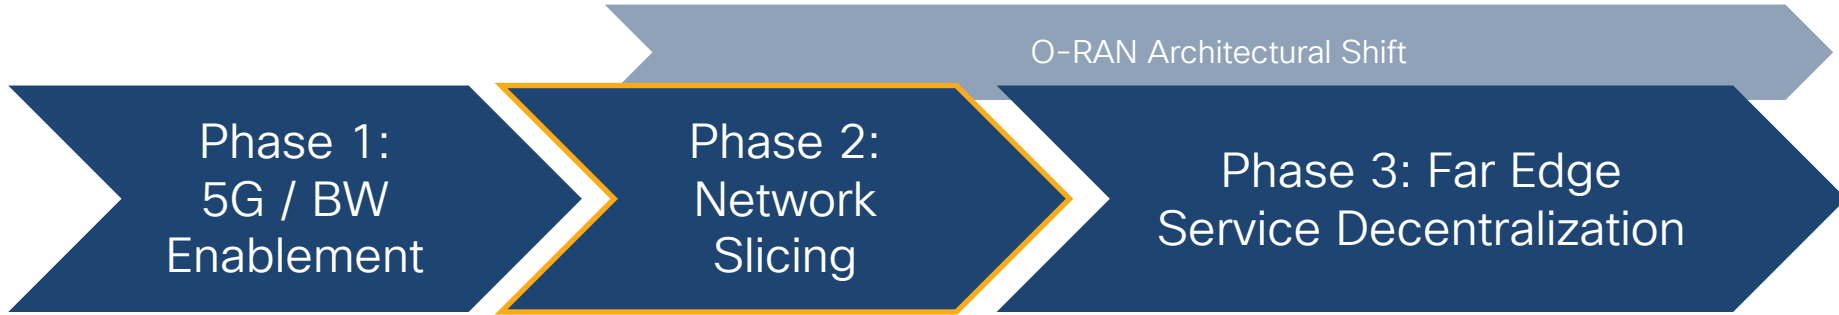 O-RAN Architectural Shift
Phase 1:
5G / BW
Enablement
Phase 2:
Network
Slicing
Phase 3: Far Edge
Service Decentralization